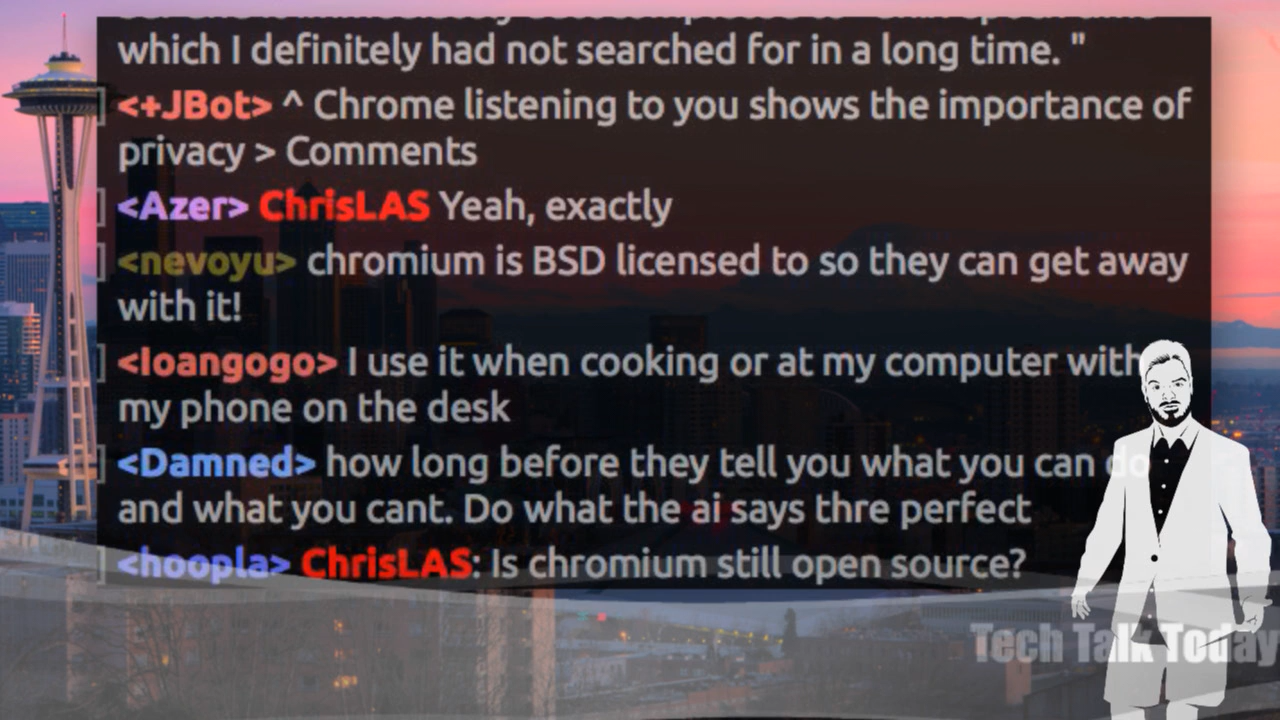 which I definitely had not searched for in a long time. "
<+JBot> ^ Chrome listening to you shows the importance of
privacy > Comments
<Azer> ChrisLAS Yeah, exactly
<nevoyu> chromium is BSD licensed to so they can get away
with it!
<Ioangogo> I use it when cooking or at my computer with
my phone on the desk
<Damned> how long before they tell you what you can do
and what you cant. Do what the ai says thre perfect
<hoopla> ChrisLAS: Is chromium still open source?
Tech Talk Today